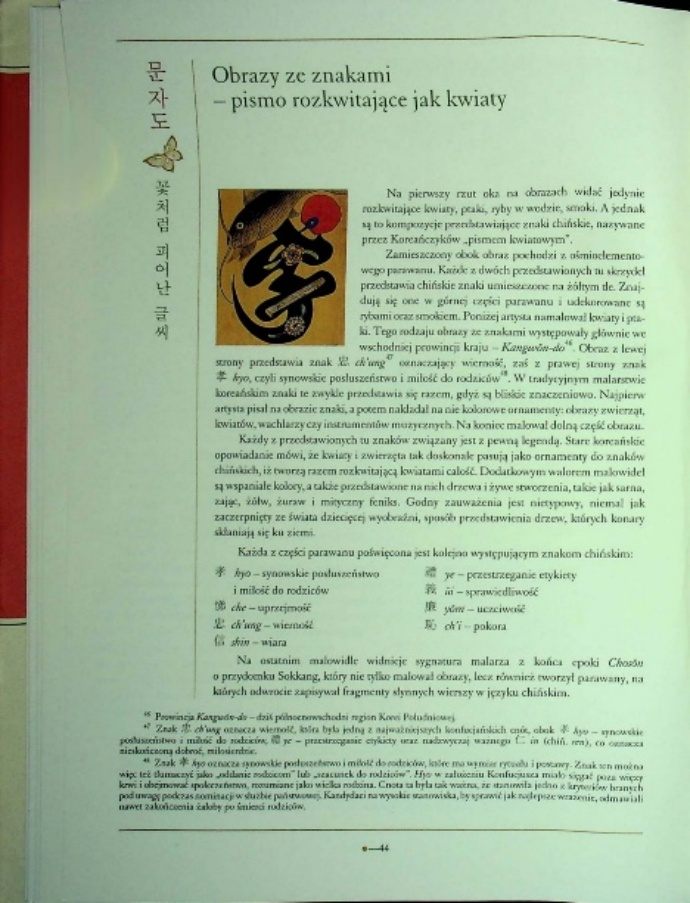 문자도
꽃처럼 피어난 글씨
Obrazy ze znakami
– pismo rozkwitające jak kwiaty
Na pierwszy rzut oka na obrazach widać jedynie
rozkwitające kwiaty, ptaki, ryby w wodzie, smoki. A jednak
są to kompozycje przedstawiające znaki chińskie, nazywane
przez Koreańczyków „pismem kwiatowym”.
Zamieszczony obok obraz pochodzi z ośmioelemento-
wego parawanu. Każde z dwóch przedstawionych tu skrzydeł
przedstawia chińskie znaki umieszczone na żółtym tle. Znaj-
dują się one w górnej części parawanu i udekorowane są
rybami oraz smokiem. Poniżej artysta namalował kwiaty i pta-
ki. Tego rodzaju obrazy ze znakami występowały głównie we
wschodniej prowincji kraju – Kangwŏn-do⁴⁶. Obraz z lewej
strony przedstawia znak 忠 ch'ung⁴⁷ oznaczający wierność, zaś z prawej strony znak
孝 hyo, czyli synowskie posłuszeństwo i miłość do rodziców⁴⁸. W tradycyjnym malarstwie
koreańskim znaki te zwykle przedstawia się razem, gdyż są bliskie znaczeniowo. Najpierw
artysta pisał na obrazie znaki, a potem nakładał na nie kolorowe ornamenty: obrazy zwierząt,
kwiatów, wachlarzy czy instrumentów muzycznych. Na koniec malował dolną część obrazu.
Każdy z przedstawionych tu znaków związany jest z pewną legendą. Stare koreańskie
opowiadanie mówi, że kwiaty i zwierzęta tak doskonale pasują jako ornamenty do znaków
chińskich, iż tworzą razem rozkwitającą kwiatami całość. Dodatkowym walorem malowideł
są wspaniałe kolory, a także przedstawione na nich drzewa i żywe stworzenia, takie jak sarna,
zając, żółw, żuraw i mityczny feniks. Godny zauważenia jest nietypowy, niemal jak
zaczerpnięty ze świata dziecięcej wyobraźni, sposób przedstawienia drzew, których konary
skłaniają się ku ziemi.
Każda z części parawanu poświęcona jest kolejno występującym znakom chińskim:
孝 hyo – synowskie posłuszeństwo
i miłość do rodziców
悌 che – uprzejmość
忠 ch'ung – wierność
信 shin – wiara
禮 ye – przestrzeganie etykiety
義 ŭi – sprawiedliwość
廉 yŏm – uczciwość
恥 ch'i – pokora
Na ostatnim malowidle widnieje sygnatura malarza z końca epoki Chosŏn
o przydomku Sokkang, który nie tylko malował obrazy, lecz również tworzył parawany, na
których odwrocie zapisywał fragmenty słynnych wierszy w języku chińskim.
⁴⁶ Prowincja Kangwŏn-do – dziś północnowschodni region Korei Południowej.
⁴⁷ Znak 忠 ch'ung oznacza wierność, która była jedną z najważniejszych konfucjańskich cnót, obok 孝 hyo – synowskie
posłuszeństwo i miłość do rodziców, 禮 ye – przestrzeganie etykiety oraz nadzwyczaj ważnego 仁 in (chiń. ren), co oznacza
nieskończoną dobroć, miłosierdzie.
⁴⁸ Znak 孝 hyo oznacza synowskie posłuszeństwo i miłość do rodziców, które ma wymiar rytuału i postawy. Znak ten można
więc też tłumaczyć jako „oddanie rodzicom” lub „szacunek do rodziców”. Hyo w założeniu Konfucjusza miało sięgać poza więzy
krwi i obejmować społeczeństwo, rozumiane jako wielka rodzina. Cnota ta była tak ważna, że stanowiła jedno z kryteriów branych
pod uwagę podczas nominacji w służbie państwowej. Kandydaci na wysokie stanowiska, by sprawić jak najlepsze wrażenie, odmawiali
nawet zakończenia żałoby po śmierci rodziców.
44